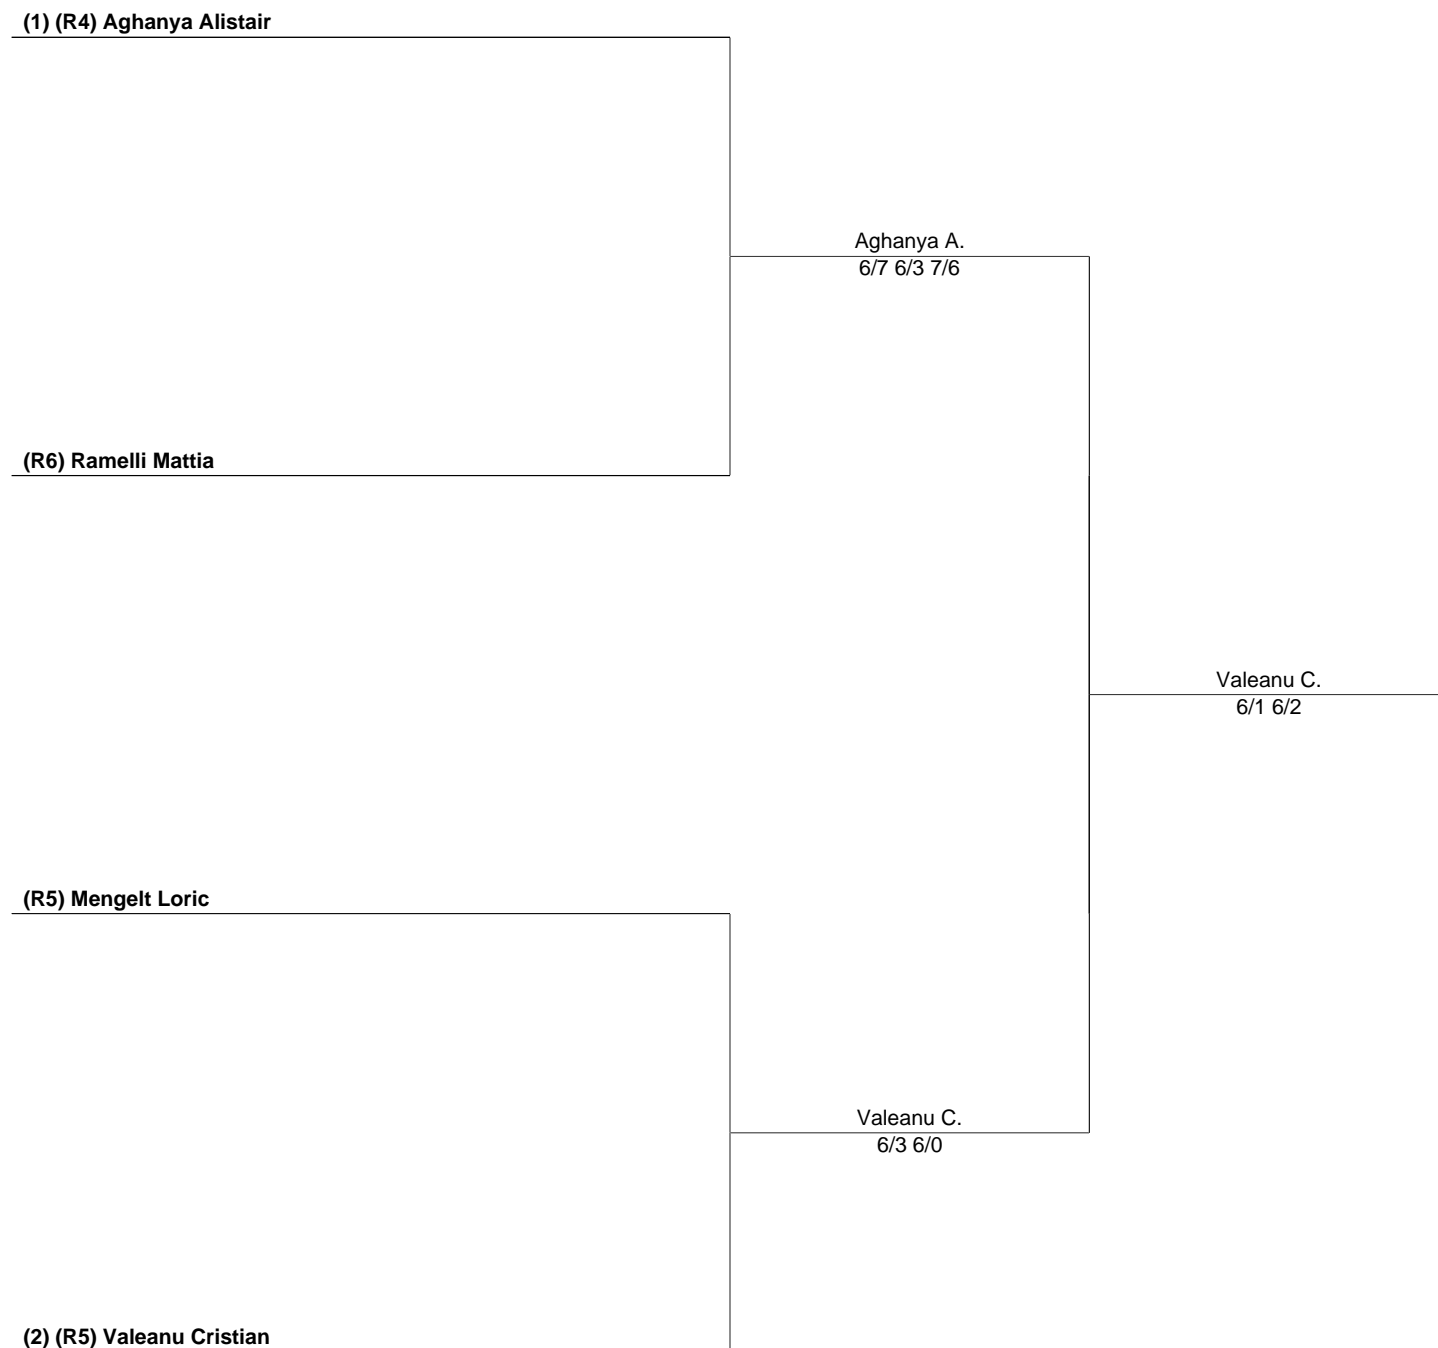 (1) (R4) Aghanya Alistair
Aghanya A.
6/7 6/3 7/6
(R6) Ramelli Mattia
Valeanu C.
6/1 6/2
(R5) Mengelt Loric
Valeanu C.
6/3 6/0
(2) (R5) Valeanu Cristian